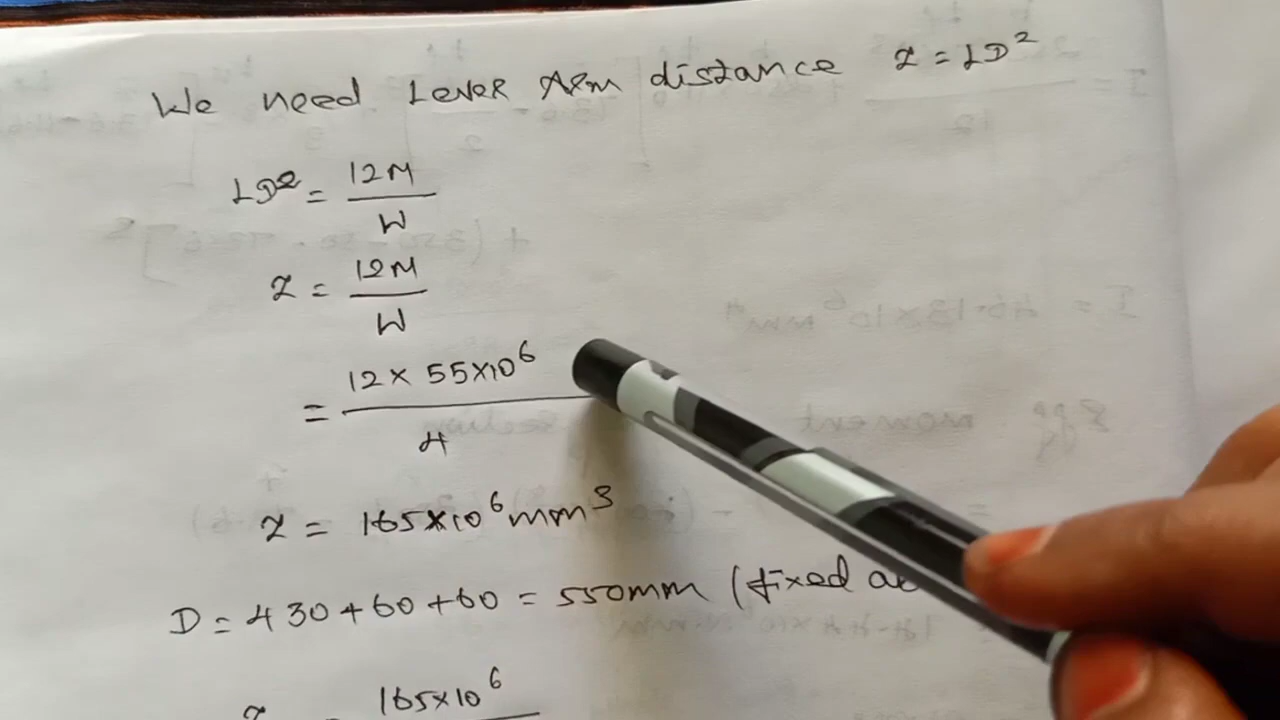 We need Lever Arm distance Z = LD²
LD² = 12M / W
Z = 12M / W
= 12 × 55×10⁶ / 4
Z = 165×10⁶ mm³
D = 430 + 60 + 60 = 550mm (fixed
165×10⁶